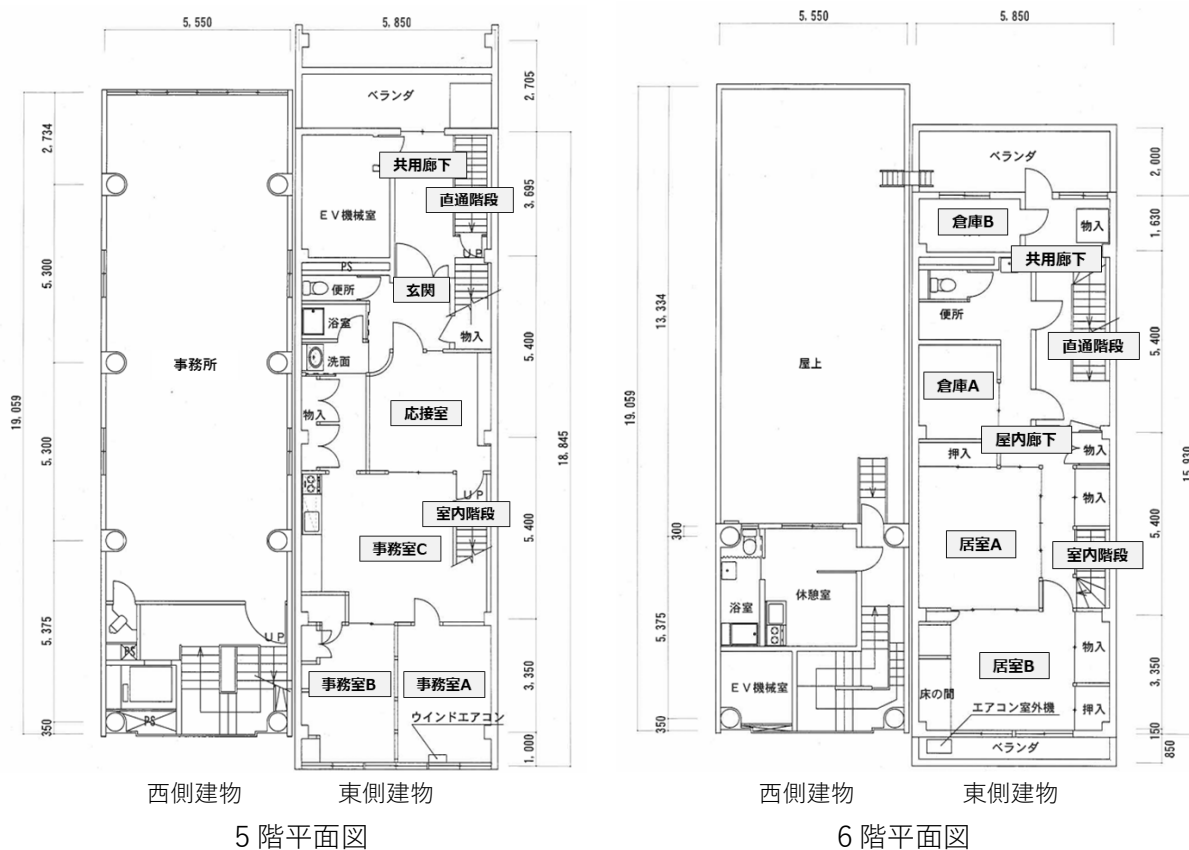 5,550
5,850
ベランダ
2,705
2,734
共用廊下
直通階段
3,695
EV機械室
UP
PS
玄関
便所
浴室
物入
洗面
5,300
5,400
事務所
物入
応接室
19,059
18,845
5,300
UP
室内階段
事務室C
5,400
5,375
UP
PS
事務室B
事務室A
3,350
PS
ウインドエアコン
350
1,000
西側建物
東側建物
5階平面図
5,550
5,850
ベランダ
2,000
倉庫B
物入
1,630
共用廊下
13,334
便所
直通階段
5,400
屋上
倉庫A
19,059
屋内廊下
押入
物入
物入
15,930
300
居室A
室内階段
5,400
浴室
休憩室
5,375
EV機械室
居室B
物入
3,350
床の間
押入
エアコン室外機
350
150
ベランダ
850
西側建物
東側建物
6階平面図